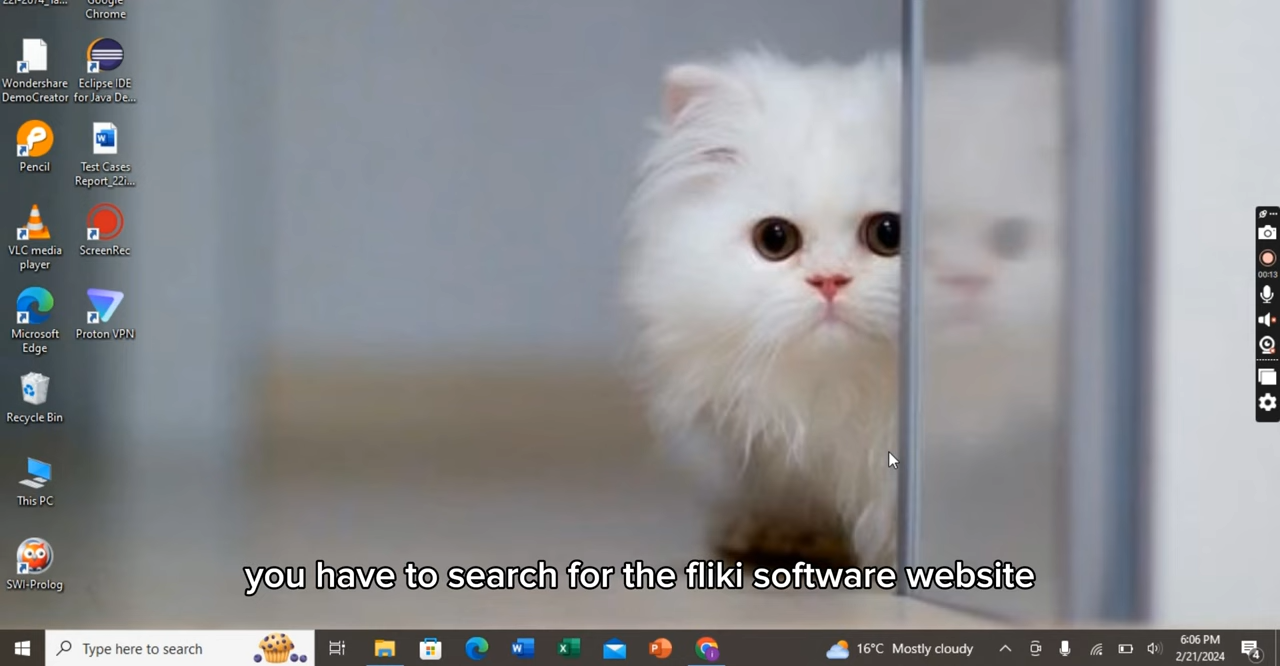 Google
Chrome
Wondershare
DemoCreator
Eclipse IDE
for Java De...
Pencil
Test Cases
Report_22i...
VLC media
player
ScreenRec
Microsoft
Edge
Proton VPN
Recycle Bin
This PC
SWI-Prolog
00:13
you have to search for the fliki software website
Type here to search
16°C Mostly cloudy
6:06 PM
2/21/2024
4